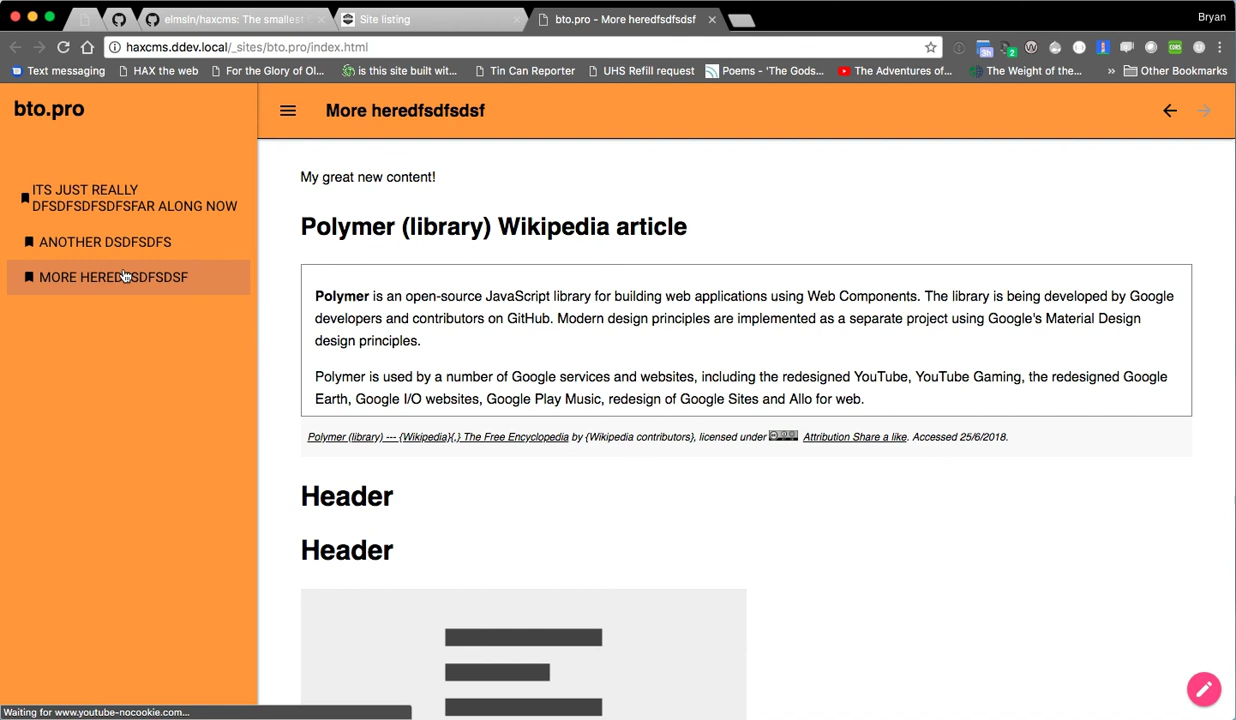 elmsln/haxcms: The smallest
Site listing
bto.pro - More heredfsdfsdsf
Bryan
haxcms.ddev.local/_sites/bto.pro/index.html
3h
2
Text messaging
HAX the web
For the Glory of Ol...
is this site built wit...
Tin Can Reporter
UHS Refill request
Poems - 'The Gods...
The Adventures of...
The Weight of the...
»
Other Bookmarks
bto.pro
More heredfsdfsdsf
ITS JUST REALLY
DFSDFSDFSDFSFAR ALONG NOW
ANOTHER DSDFSDFS
MORE HEREDFSDFSDSF
My great new content!
Polymer (library) Wikipedia article
Polymer is an open-source JavaScript library for building web applications using Web Components. The library is being developed by Google
developers and contributors on GitHub. Modern design principles are implemented as a separate project using Google's Material Design
design principles.
Polymer is used by a number of Google services and websites, including the redesigned YouTube, YouTube Gaming, the redesigned Google
Earth, Google I/O websites, Google Play Music, redesign of Google Sites and Allo for web.
Polymer (library) --- {Wikipedia}{,} The Free Encyclopedia by {Wikipedia contributors}, licensed under Attribution Share a like. Accessed 25/6/2018.
Header
Header
Waiting for www.youtube-nocookie.com...